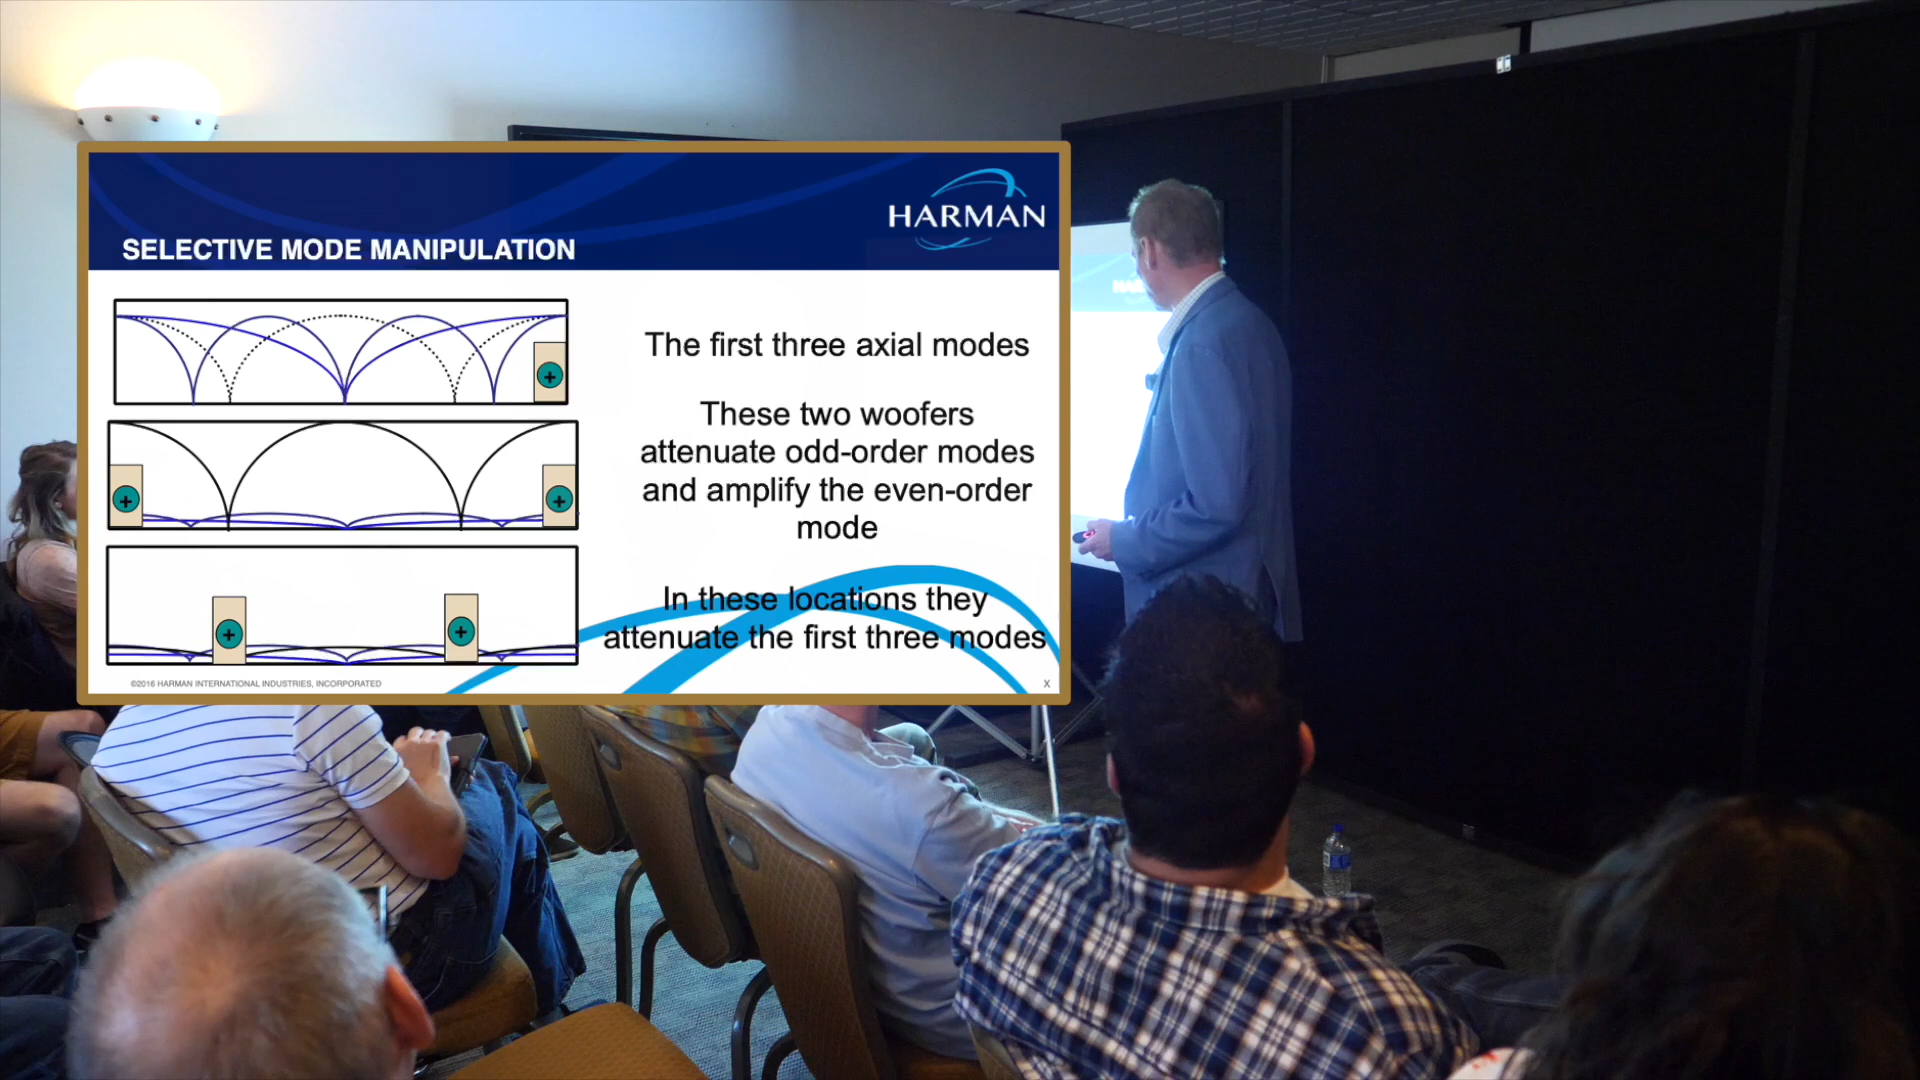 HARMAN
SELECTIVE MODE MANIPULATION
The first three axial modes
+
These two woofers
attenuate odd-order modes
and amplify the even-order
mode
+ +
In these locations they
attenuate the first three modes
+ +
©2016 HARMAN INTERNATIONAL INDUSTRIES, INCORPORATED
X